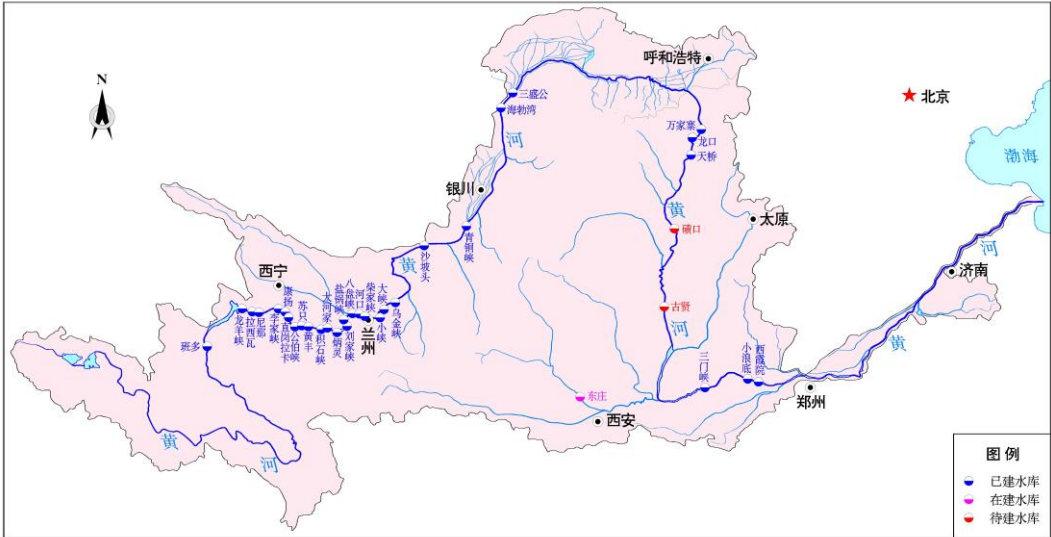 N
呼和浩特
北京
三盛公
海勃湾
河
万家寨
龙口
天桥
渤海
银川
黄
太原
碛口
青铜峡
沙坡头
黄
西宁
康扬
苏只
大河家
盐锅峡
八盘峡
河口
柴家峡
大峡
乌金峡
小峡
兰州
龙羊峡
拉西瓦
尼那
李家峡
直岗拉卡
公伯峡
黄丰
积石峡
炳灵
刘家峡
班多
古贤
河
济南
河
黄
三门峡
小浪底
西霞院
郑州
东庄
西安
黄
河
图例
已建水库
在建水库
待建水库